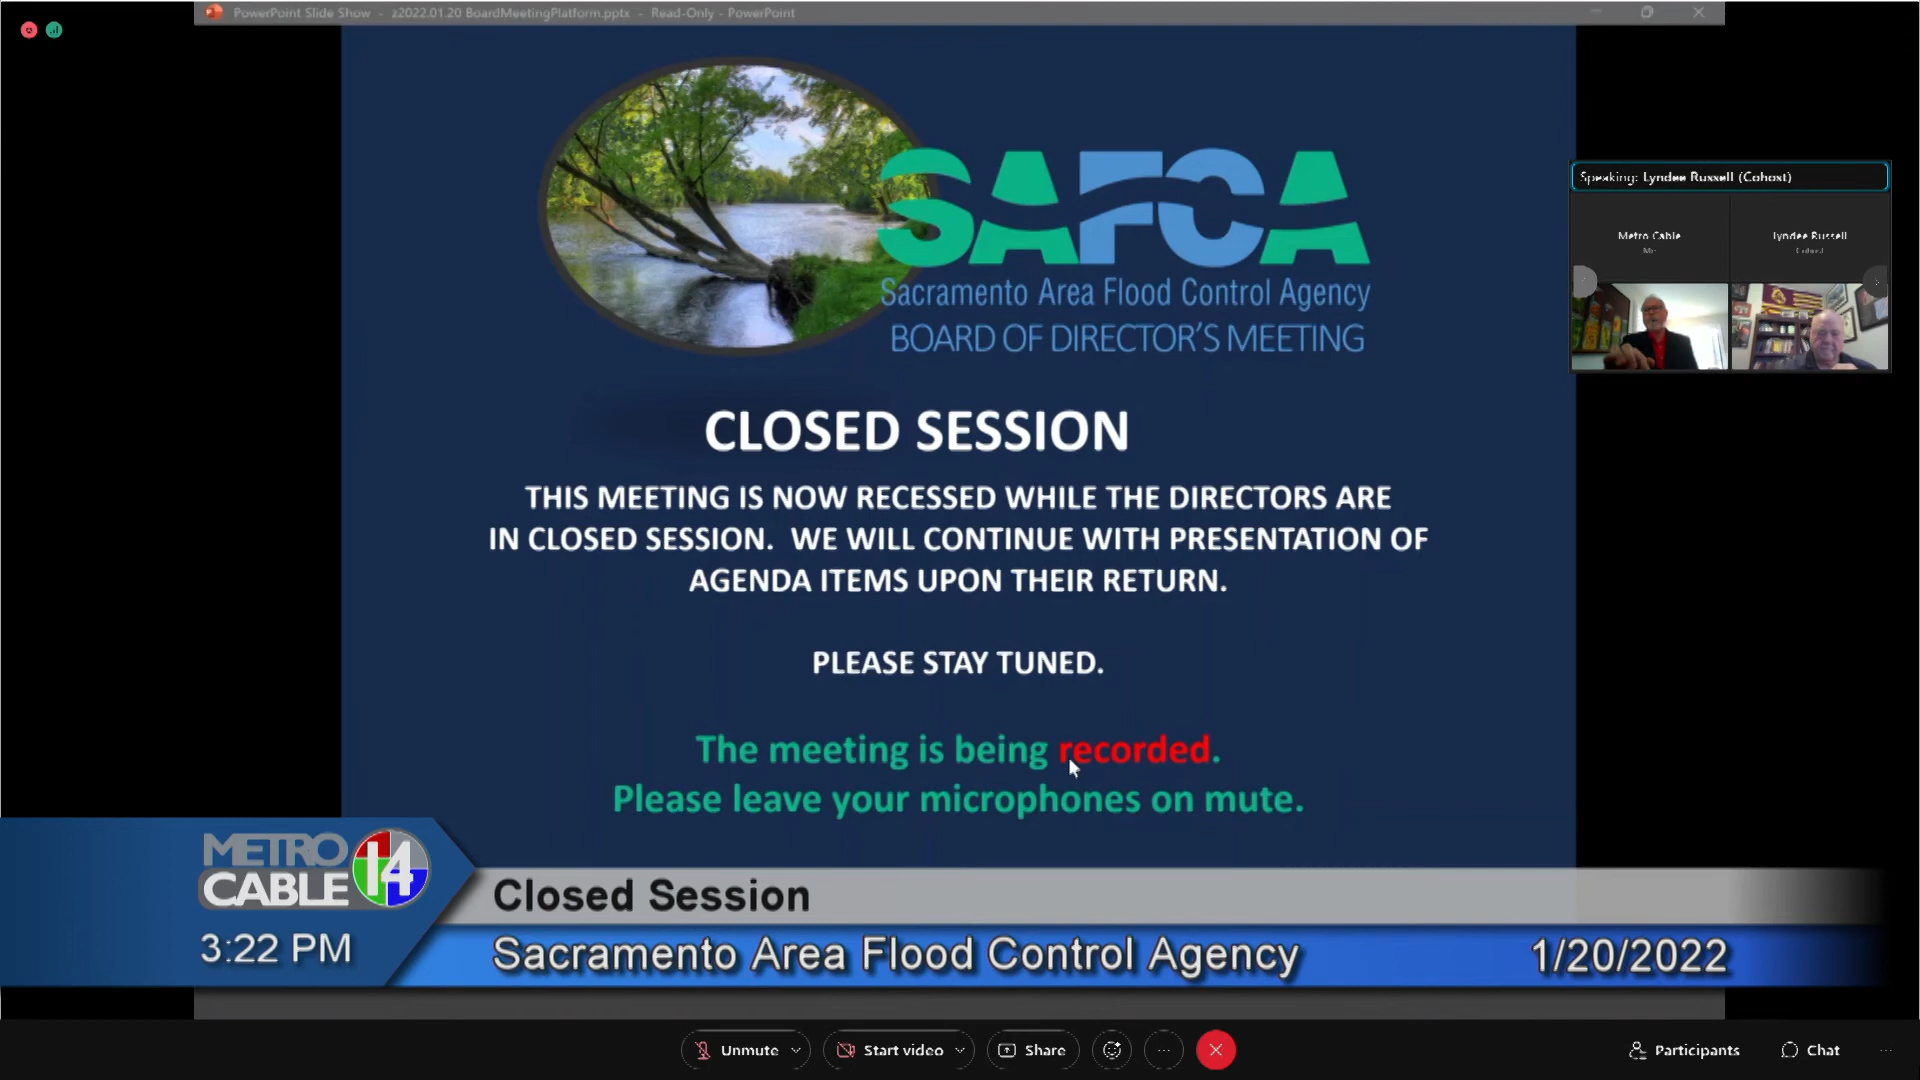 PowerPoint Slide Show - z2022.01.20 BoardMeetingPlatform.pptx - Read-Only - PowerPoint
SAFCA
Sacramento Area Flood Control Agency
BOARD OF DIRECTOR'S MEETING
Speaking: Lyndee Russell (Cohost)
Metro Cable
Lyndee Russell
Cohost
CLOSED SESSION
THIS MEETING IS NOW RECESSED WHILE THE DIRECTORS ARE
IN CLOSED SESSION. WE WILL CONTINUE WITH PRESENTATION OF
AGENDA ITEMS UPON THEIR RETURN.
PLEASE STAY TUNED.
The meeting is being recorded.
Please leave your microphones on mute.
METRO
CABLE 14
3:22 PM
Closed Session
Sacramento Area Flood Control Agency
1/20/2022
Unmute
Start video
Share
Participants
Chat